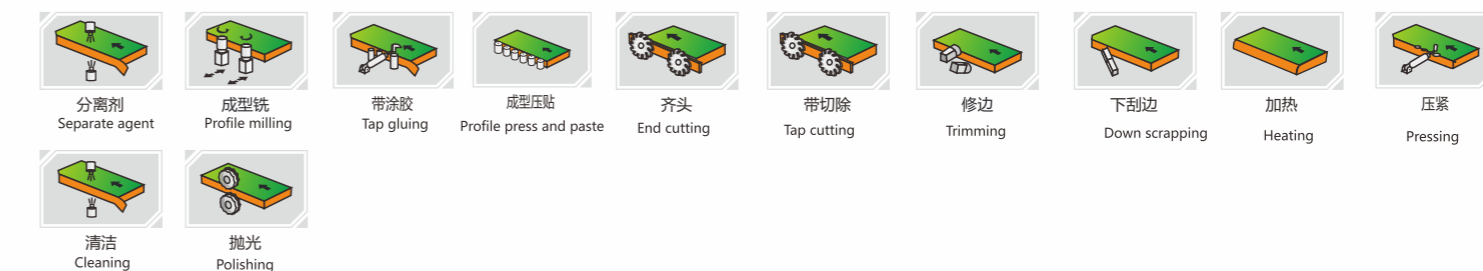 分离剂
Separate agent
成型铣
Profile milling
带涂胶
Tap gluing
成型压贴
Profile press and paste
齐头
End cutting
带切除
Tap cutting
修边
Trimming
下刮边
Down scrapping
加热
Heating
压紧
Pressing
清洁
Cleaning
抛光
Polishing